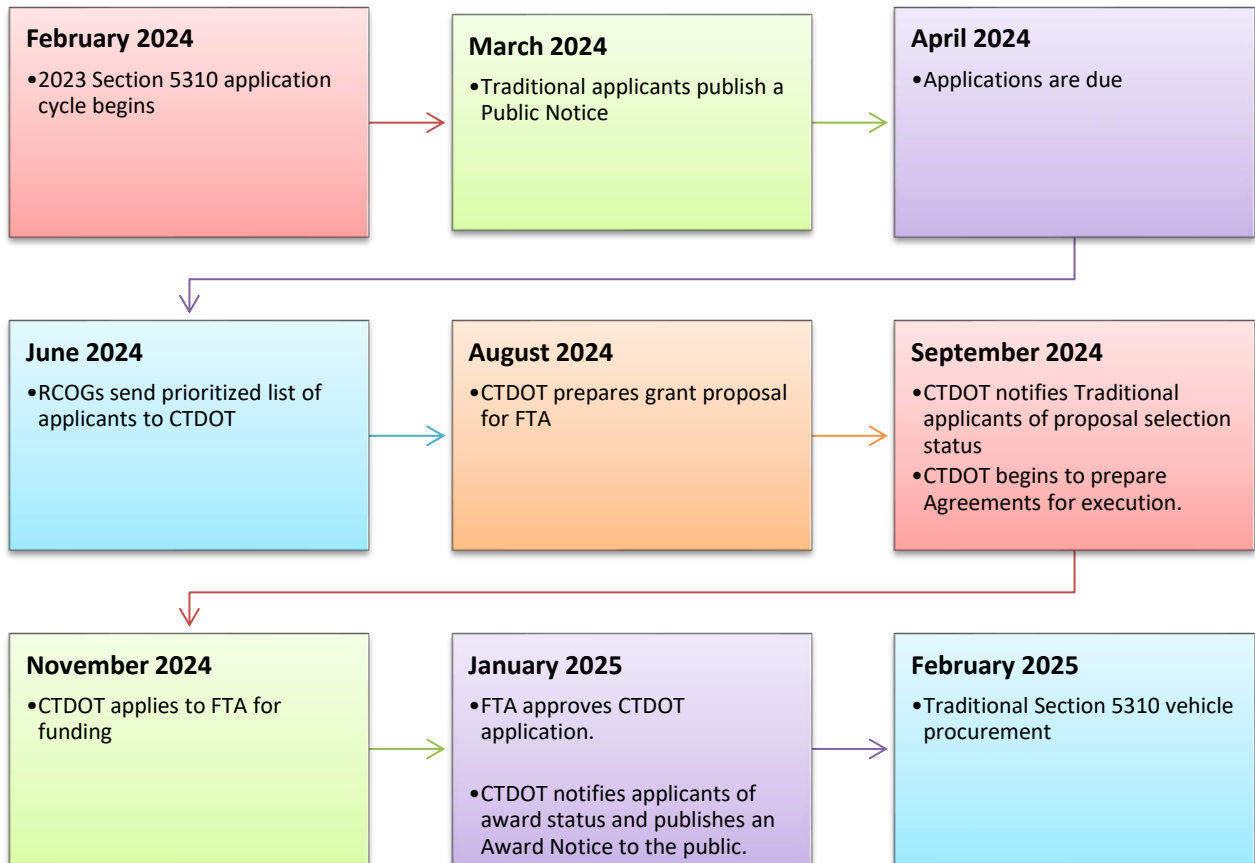 February 2024
•2023 Section 5310 application
cycle begins
March 2024
•Traditional applicants publish a
Public Notice
April 2024
•Applications are due
June 2024
•RCOGs send prioritized list of
applicants to CTDOT
August 2024
•CTDOT prepares grant proposal
for FTA
September 2024
•CTDOT notifies Traditional
applicants of proposal selection
status
•CTDOT begins to prepare
Agreements for execution.
November 2024
•CTDOT applies to FTA for
funding
January 2025
•FTA approves CTDOT
application.
•CTDOT notifies applicants of
award status and publishes an
Award Notice to the public.
February 2025
•Traditional Section 5310 vehicle
procurement